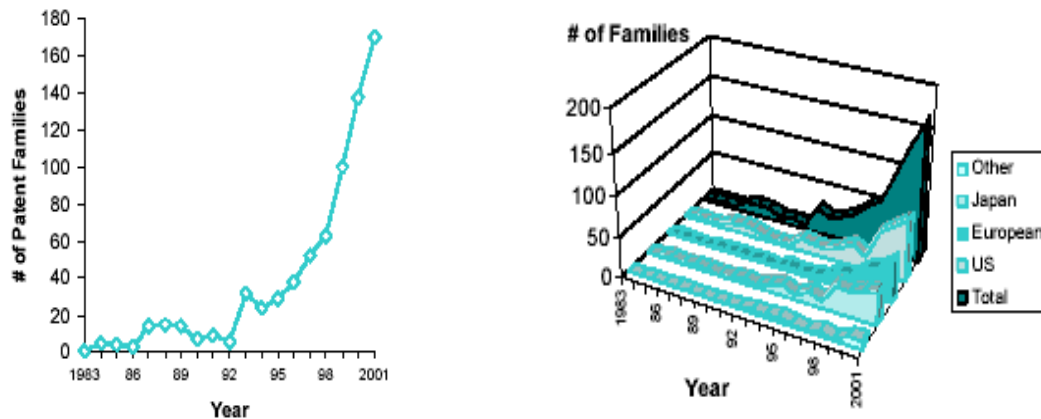 # of Patent Families
180
160
140
120
100
80
60
40
20
0
1983 86 89 92 95 98 2001
Year
# of Families
200
150
100
50
0
1983 86 89 92 95 98 2001
Year
Other
Japan
European
US
Total